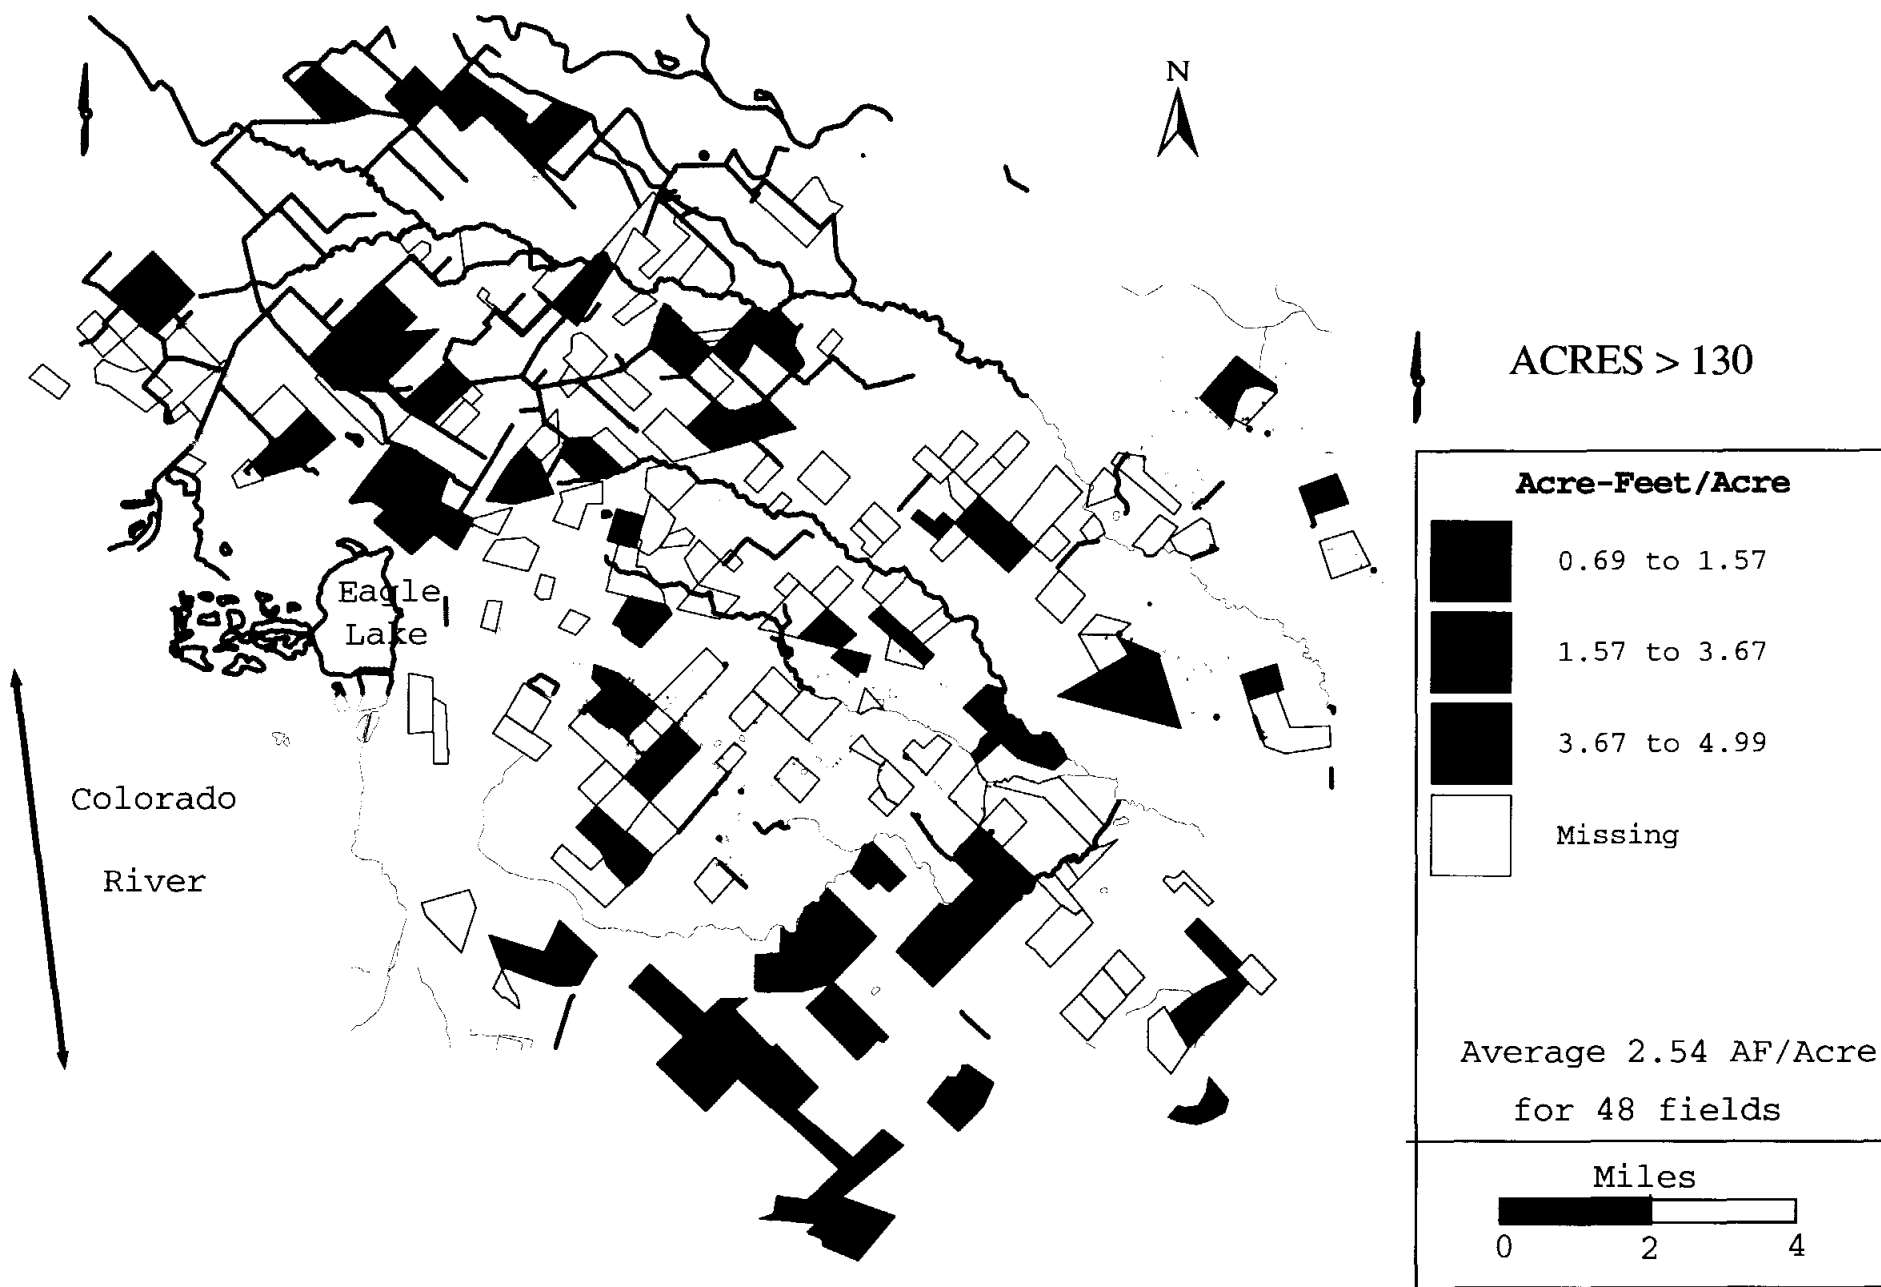 N
ACRES > 130
Acre-Feet/Acre
0.69 to 1.57
1.57 to 3.67
3.67 to 4.99
Missing
Eagle
Lake
Colorado
River
Average 2.54 AF/Acre
for 48 fields
Miles
0 2 4